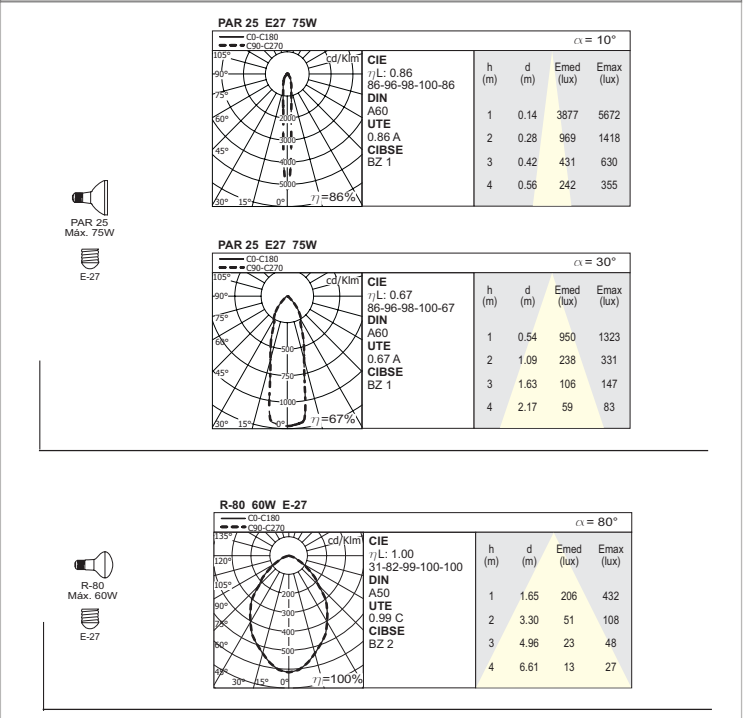 PAR 25 E27 75W
C0-C180
C90-C270
α = 10°
105°
90°
75°
60°
45°
30° 15° 0°
cd/Klm
2000
3000
4000
5000
η=86%
CIE
ηL: 0.86
86-96-98-100-86
DIN
A60
UTE
0.86 A
CIBSE
BZ 1
h d Emed Emax
(m) (m) (lux) (lux)
1 0.14 3877 5672
2 0.28 969 1418
3 0.42 431 630
4 0.56 242 355
PAR 25
Máx. 75W
E-27
PAR 25 E27 75W
C0-C180
C90-C270
α = 30°
105°
90°
75°
60°
45°
30° 15° 0°
cd/Klm
500
750
1000
η=67%
CIE
ηL: 0.67
86-96-98-100-67
DIN
A60
UTE
0.67 A
CIBSE
BZ 1
h d Emed Emax
(m) (m) (lux) (lux)
1 0.54 950 1323
2 1.09 238 331
3 1.63 106 147
4 2.17 59 83
R-80 60W E-27
C0-C180
C90-C270
α = 80°
135°
120°
105°
90°
60°
45°
30° 15° 0°
cd/Klm
200
300
400
500
η=100%
CIE
ηL: 1.00
31-82-99-100-100
DIN
A50
UTE
0.99 C
CIBSE
BZ 2
h d Emed Emax
(m) (m) (lux) (lux)
1 1.65 206 432
2 3.30 51 108
3 4.96 23 48
4 6.61 13 27
R-80
Máx. 60W
E-27